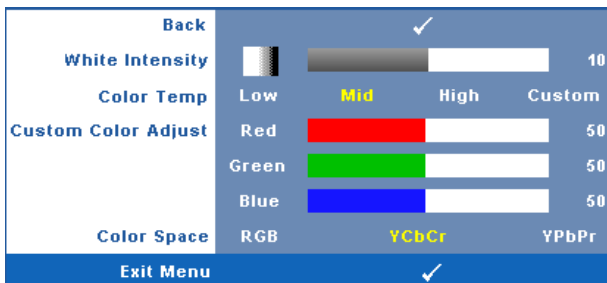 Back
White Intensity 10
Color Temp Low Mid High Custom
Custom Color Adjust Red 50
Green 50
Blue 50
Color Space RGB YCbCr YPbPr
Exit Menu